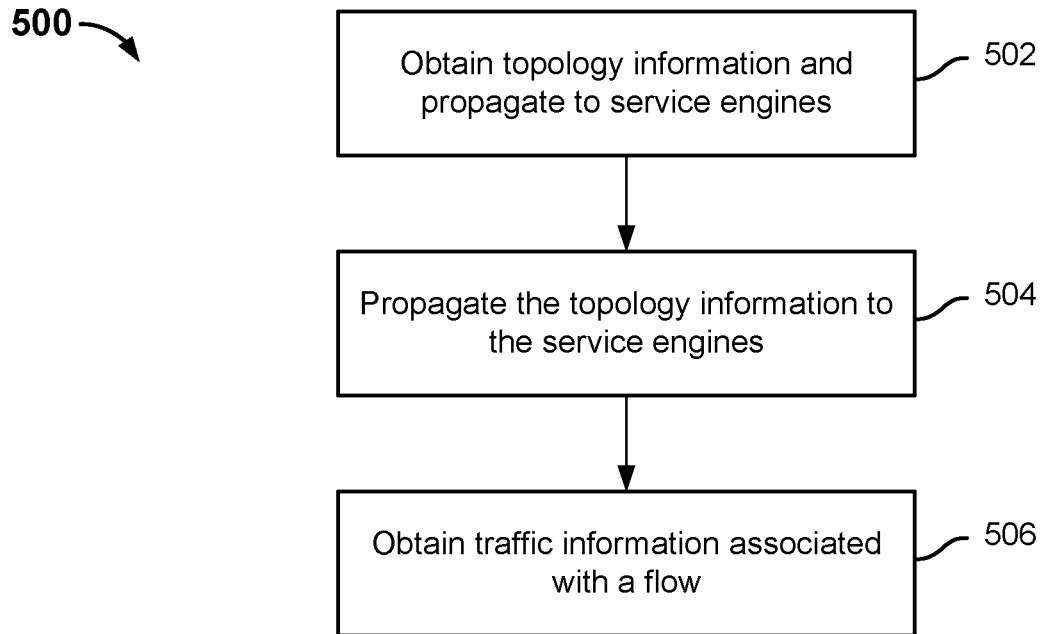 500
Obtain topology information and
propagate to service engines
502
Propagate the topology information to
the service engines
504
Obtain traffic information associated
with a flow
506